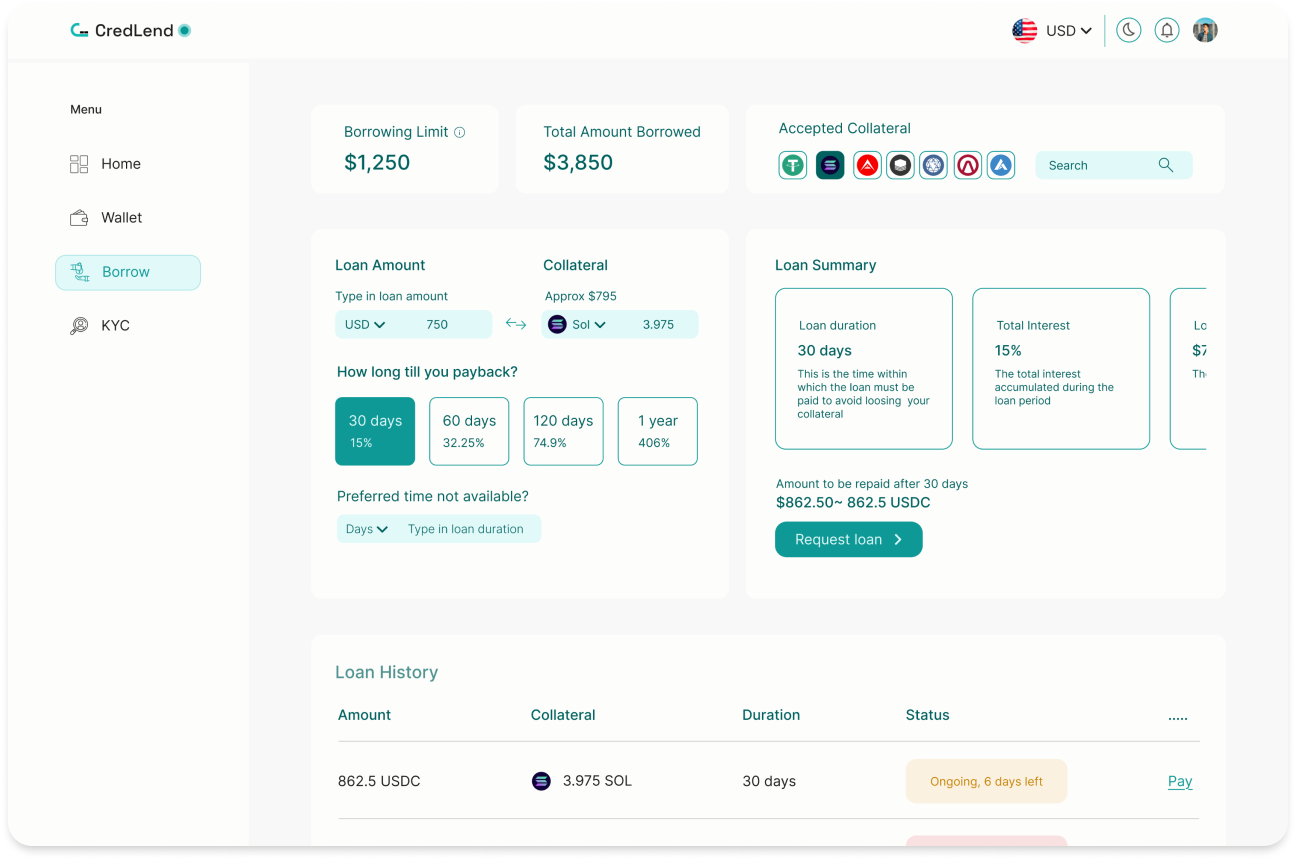 CredLend
USD
Menu
Home
Wallet
Borrow
KYC
Borrowing Limit
$1,250
Total Amount Borrowed
$3,850
Accepted Collateral
Search
Loan Amount
Collateral
Type in loan amount
Approx $795
USD 750
Sol 3.975
How long till you payback?
30 days
15%
60 days
32.25%
120 days
74.9%
1 year
406%
Preferred time not available?
Days Type in loan duration
Loan Summary
Loan duration
30 days
This is the time within
which the loan must be
paid to avoid loosing your
collateral
Total Interest
15%
The total interest
accumulated during the
loan period
Lo
$7
Amount to be repaid after 30 days
$862.50~ 862.5 USDC
Request loan
Loan History
Amount Collateral Duration Status .....
862.5 USDC 3.975 SOL 30 days Ongoing, 6 days left Pay